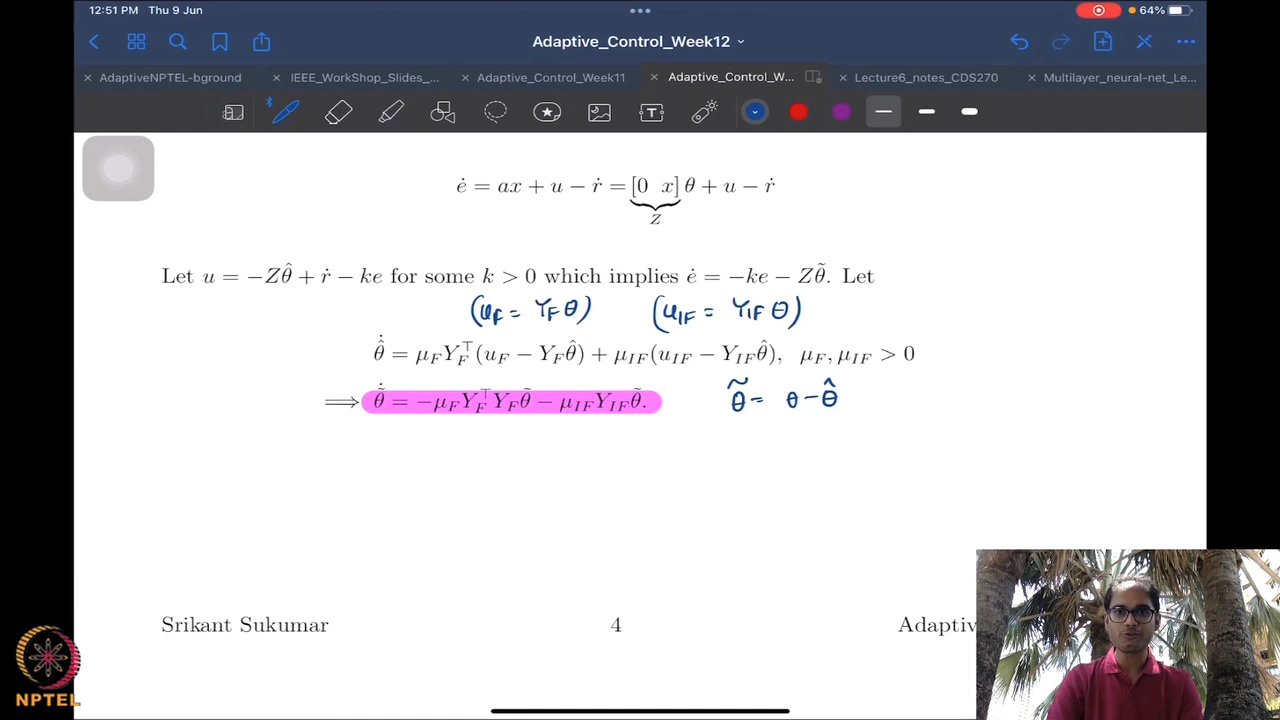 12:51 PM Thu 9 Jun
64%
Adaptive_Control_Week12
AdaptiveNPTEL-bground
IEEE_WorkShop_Slides_...
Adaptive_Control_Week11
Adaptive_Control_W...
Lecture6_notes_CDS270
Multilayer_neural-net_Le...
ė = ax + u − ṙ = [0 x] θ + u − ṙ
Z
Let u = −Zθ̂ + ṙ − ke for some k > 0 which implies ė = −ke − Zθ̃. Let
(u_F = Y_F θ) (u_IF = Y_IF θ)
θ̂̇ = μ_F Y_F^⊤ (u_F − Y_F θ̂) + μ_IF (u_IF − Y_IF θ̂), μ_F, μ_IF > 0
⟹ θ̃̇ = −μ_F Y_F^⊤ Y_F θ̃ − μ_IF Y_IF θ̃. θ̃ = θ − θ̂
Srikant Sukumar 4 Adaptiv
NPTEL